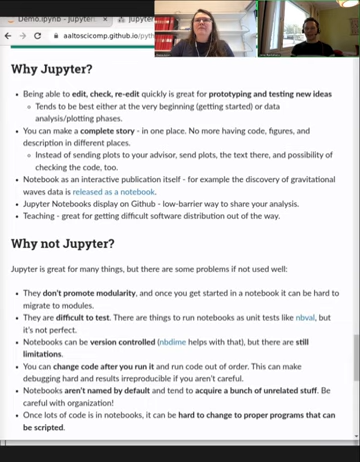 Demo.ipynb - Jupyter
Jupyter
aaltoscicomp.github.io/pyth
Why Jupyter?
• Being able to edit, check, re-edit quickly is great for prototyping and testing new ideas
Tends to be best either at the very beginning (getting started) or data
analysis/plotting phases.
• You can make a complete story - in one place. No more having code, figures, and
description in different places.
Instead of sending plots to your advisor, send plots, the text there, and possibility of
checking the code, too.
• Notebook as an interactive publication itself - for example the discovery of gravitational
waves data is released as a notebook.
• Jupyter Notebooks display on Github - low-barrier way to share your analysis.
• Teaching - great for getting difficult software distribution out of the way.
Why not Jupyter?
Jupyter is great for many things, but there are some problems if not used well:
• They don't promote modularity, and once you get started in a notebook it can be hard to
migrate to modules.
• They are difficult to test. There are things to run notebooks as unit tests like nbval, but
it's not perfect.
• Notebooks can be version controlled (nbdime helps with that), but there are still
limitations.
• You can change code after you run it and run code out of order. This can make
debugging hard and results irreproducible if you aren't careful.
• Notebooks aren't named by default and tend to acquire a bunch of unrelated stuff. Be
careful with organization!
• Once lots of code is in notebooks, it can be hard to change to proper programs that can
be scripted.